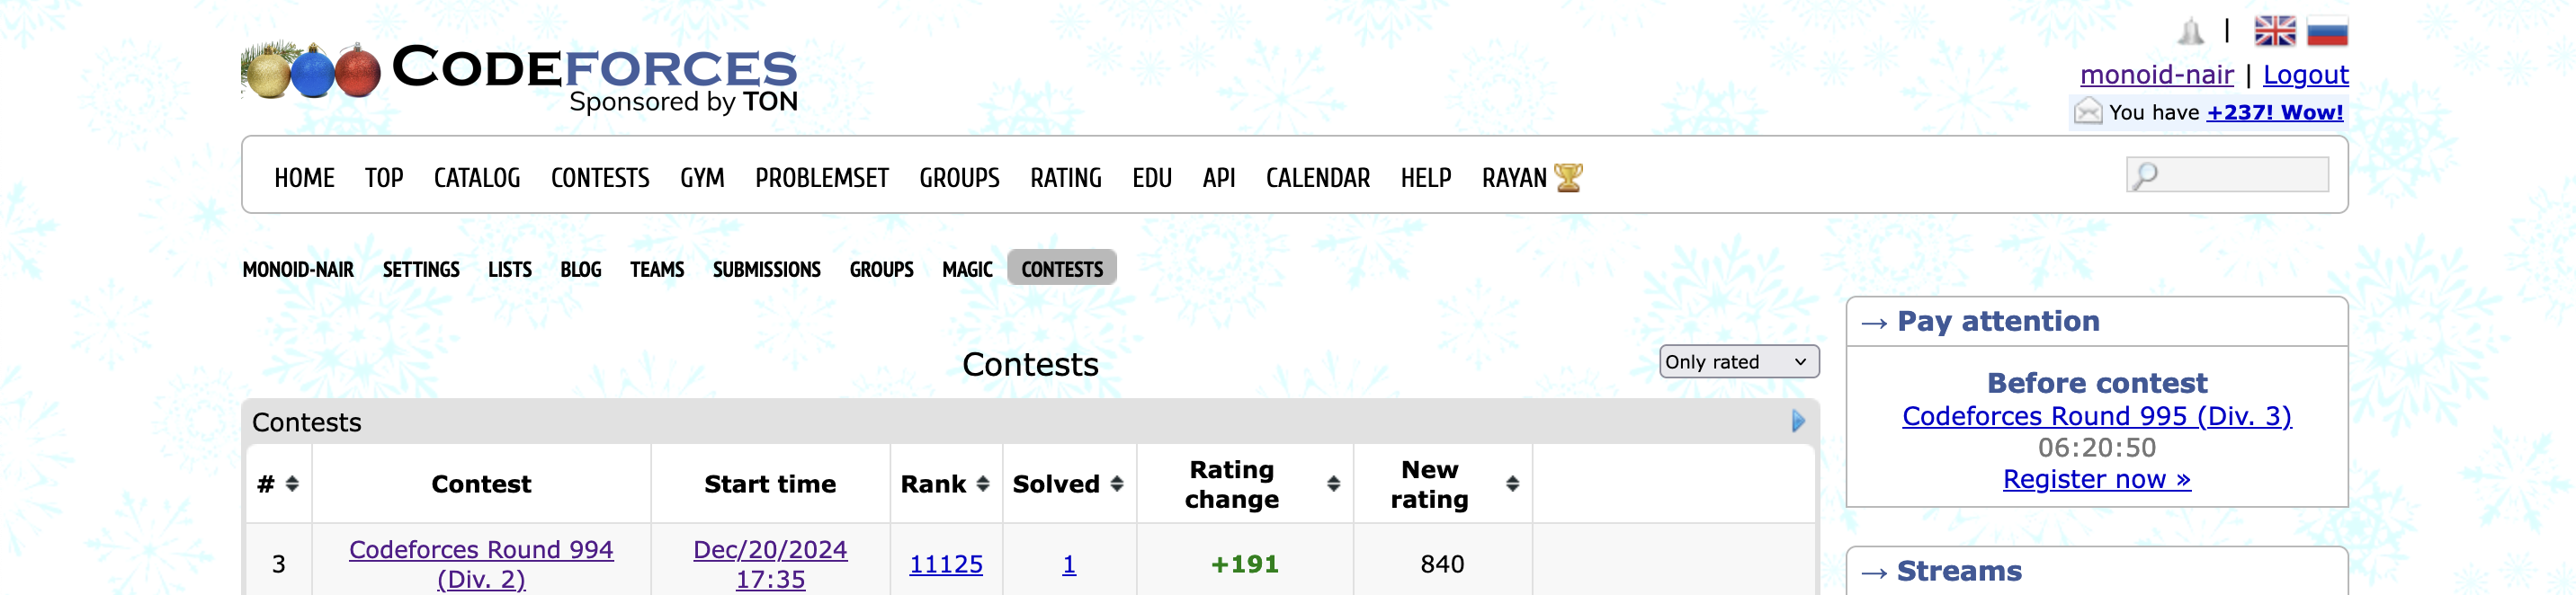 CODEFORCES
Sponsored by TON
|
monoid-nair | Logout
You have +237! Wow!
HOME TOP CATALOG CONTESTS GYM PROBLEMSET GROUPS RATING EDU API CALENDAR HELP RAYAN
MONOID-NAIR SETTINGS LISTS BLOG TEAMS SUBMISSIONS GROUPS MAGIC CONTESTS
Contests
Only rated
Contests
# Contest Start time Rank Solved Rating change New rating
3 Codeforces Round 994 (Div. 2) Dec/20/2024 17:35 11125 1 +191 840
→ Pay attention
Before contest
Codeforces Round 995 (Div. 3)
06:20:50
Register now »
→ Streams